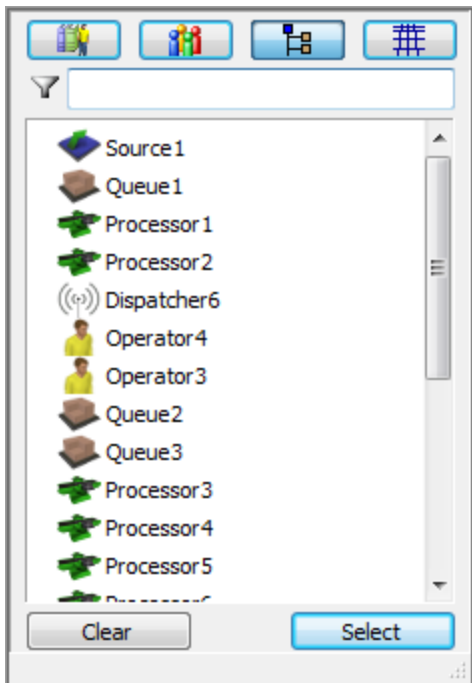 Source1
Queue1
Processor1
Processor2
Dispatcher6
Operator4
Operator3
Queue2
Queue3
Processor3
Processor4
Processor5
Clear
Select